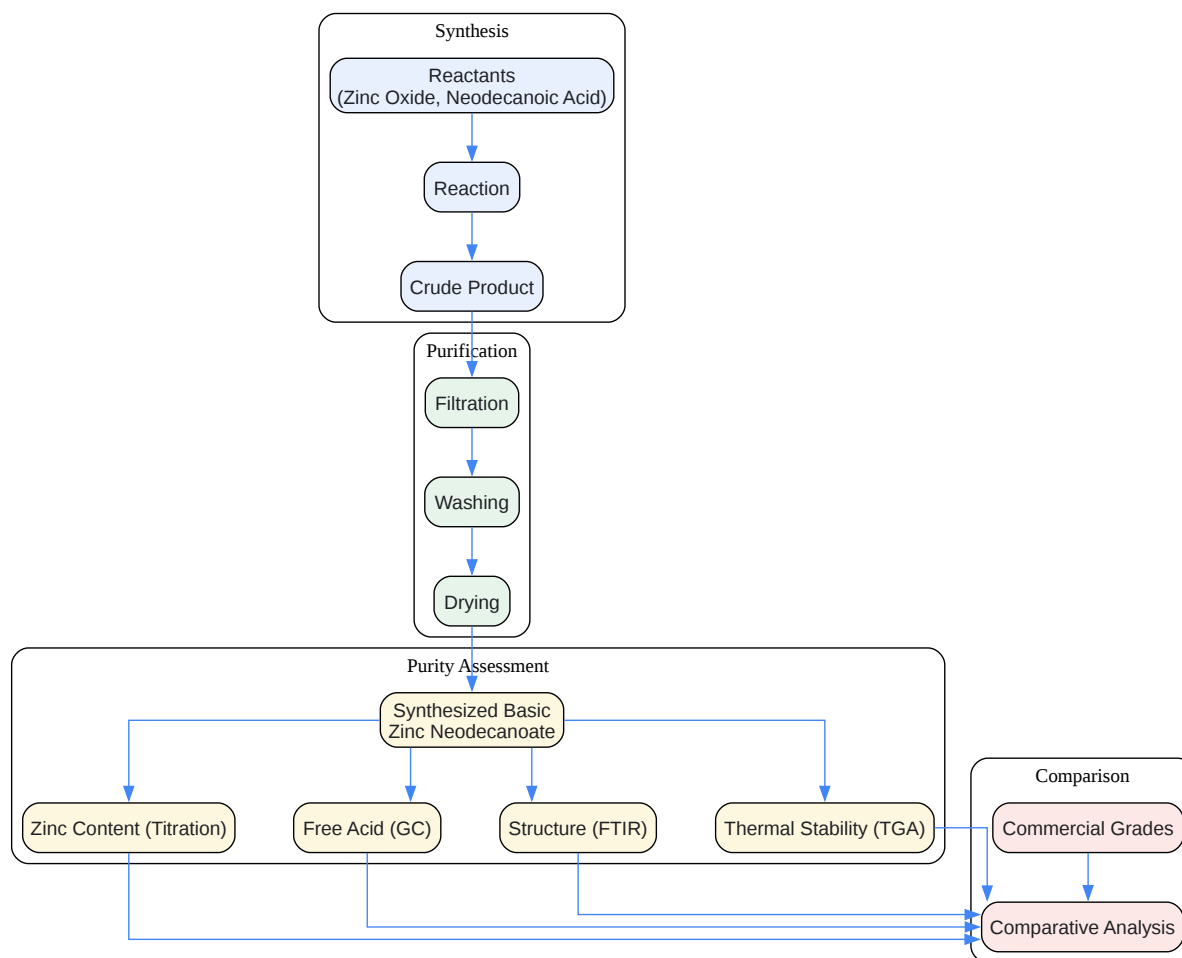 Synthesis
Reactants
(Zinc Oxide, Neodecanoic Acid)
Reaction
Crude Product
Purification
Filtration
Washing
Drying
Purity Assessment
Synthesized Basic
Zinc Neodecanoate
Zinc Content (Titration)
Free Acid (GC)
Structure (FTIR)
Thermal Stability (TGA)
Comparison
Commercial Grades
Comparative Analysis